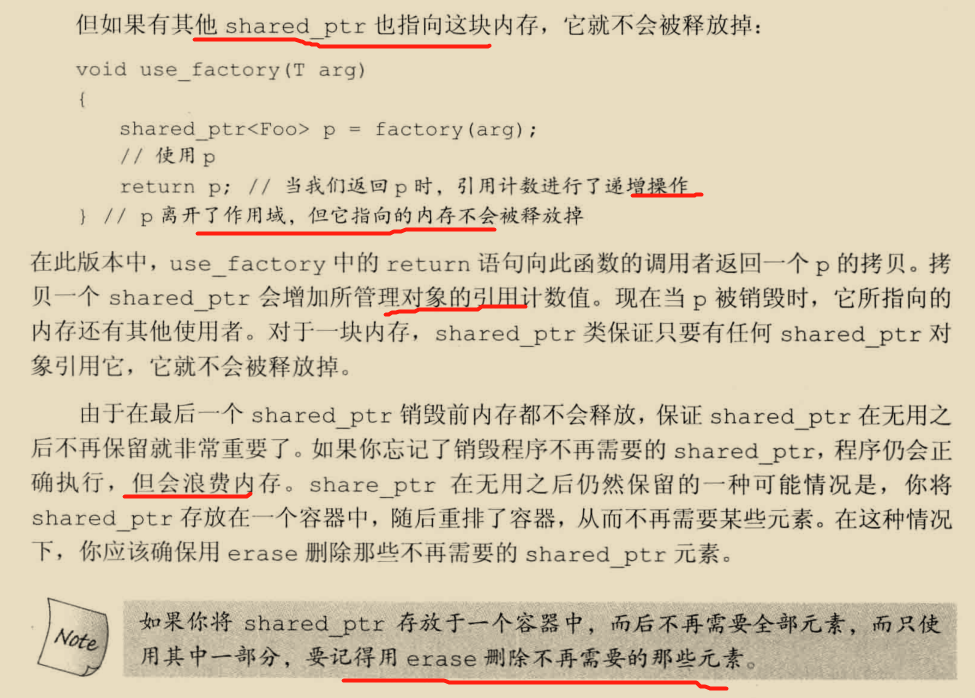 但如果有其他 shared_ptr 也指向这块内存，它就不会被释放掉：
void use_factory(T arg)
{
shared_ptr<Foo> p = factory(arg);
// 使用 p
return p; // 当我们返回 p 时，引用计数进行了递增操作
} // p 离开了作用域，但它指向的内存不会被释放掉
在此版本中，use_factory 中的 return 语句向此函数的调用者返回一个 p 的拷贝。拷
贝一个 shared_ptr 会增加所管理对象的引用计数值。现在当 p 被销毁时，它所指向的
内存还有其他使用者。对于一块内存，shared_ptr 类保证只要有任何 shared_ptr 对
象引用它，它就不会被释放掉。
由于在最后一个 shared_ptr 销毁前内存都不会释放，保证 shared_ptr 在无用之
后不再保留就非常重要了。如果你忘记了销毁程序不再需要的 shared_ptr，程序仍会正
确执行，但会浪费内存。share_ptr 在无用之后仍然保留的一种可能情况是，你将
shared_ptr 存放在一个容器中，随后重排了容器，从而不再需要某些元素。在这种情况
下，你应该确保用 erase 删除那些不再需要的 shared_ptr 元素。
Note
如果你将 shared_ptr 存放于一个容器中，而后不再需要全部元素，而只使
用其中一部分，要记得用 erase 删除不再需要的那些元素。